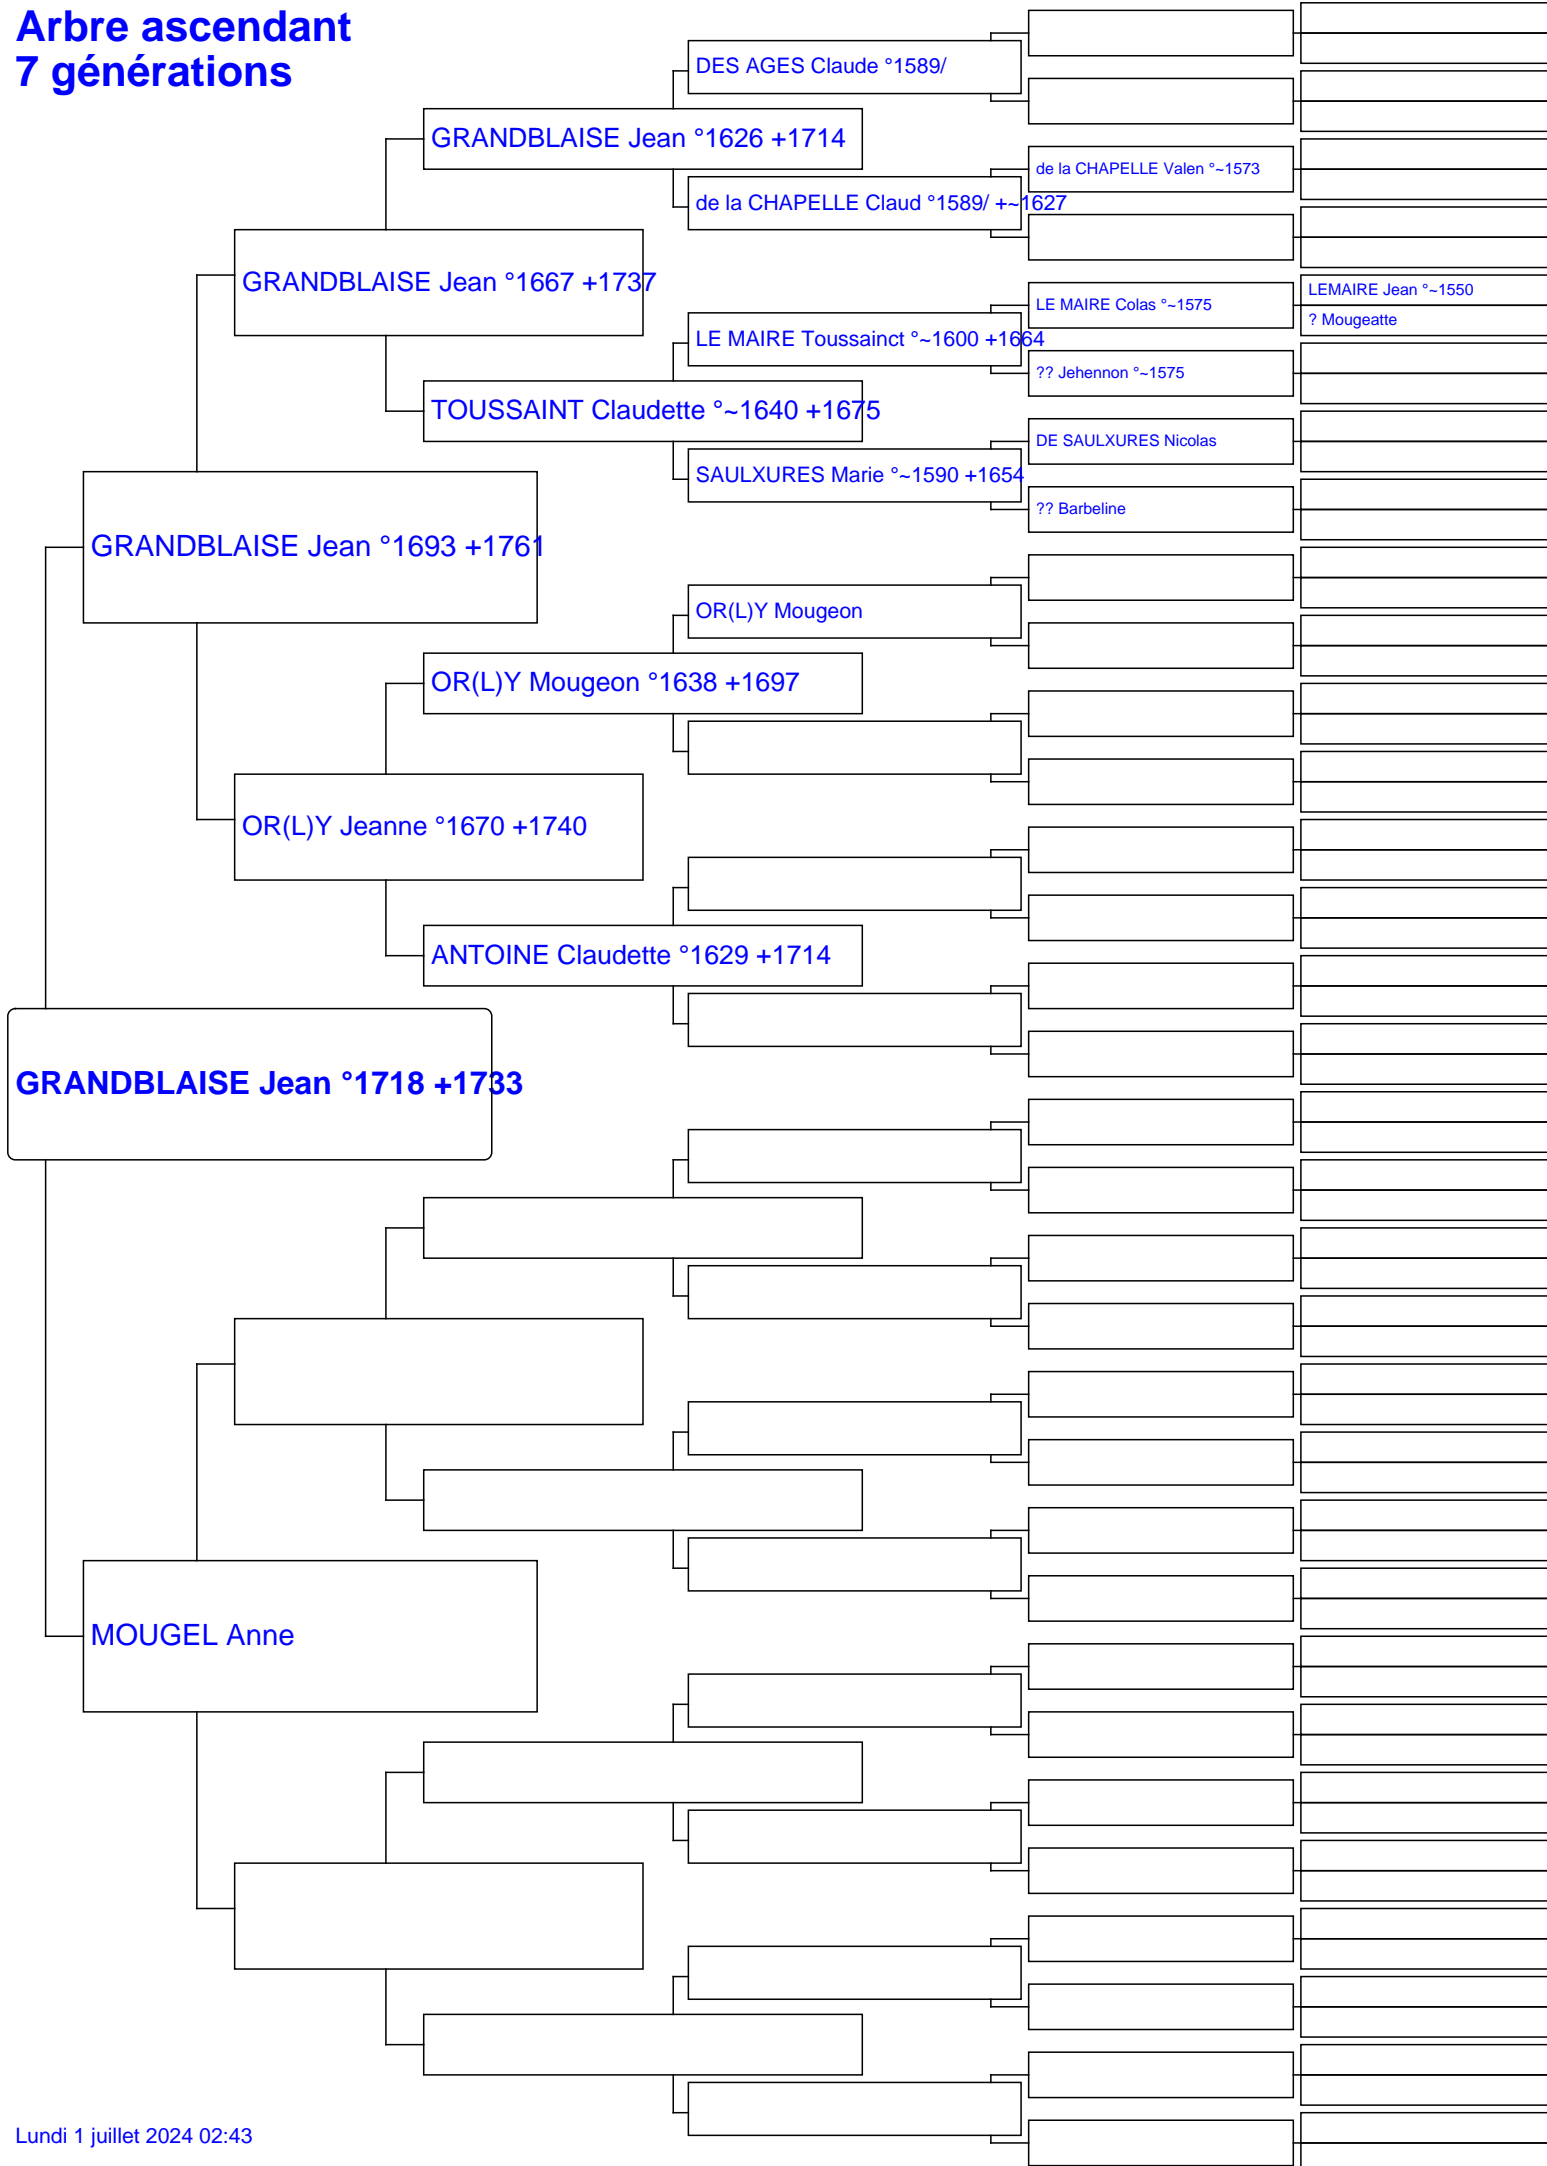 Arbre ascendant
7 générations
DES AGES Claude °1589/
GRANDBLAISE Jean °1626 +1714
de la CHAPELLE Valen °~1573
de la CHAPELLE Claud °1589/ +~1627
GRANDBLAISE Jean °1667 +1737
LEMAIRE Jean °~1550
LE MAIRE Colas °~1575
? Mougeatte
LE MAIRE Toussainct °~1600 +1664
?? Jehennon °~1575
TOUSSAINT Claudette °~1640 +1675
DE SAULXURES Nicolas
SAULXURES Marie °~1590 +1654
?? Barbeline
GRANDBLAISE Jean °1693 +1761
OR(L)Y Mougeon
OR(L)Y Mougeon °1638 +1697
OR(L)Y Jeanne °1670 +1740
ANTOINE Claudette °1629 +1714
GRANDBLAISE Jean °1718 +1733
MOUGEL Anne
Lundi 1 juillet 2024 02:43